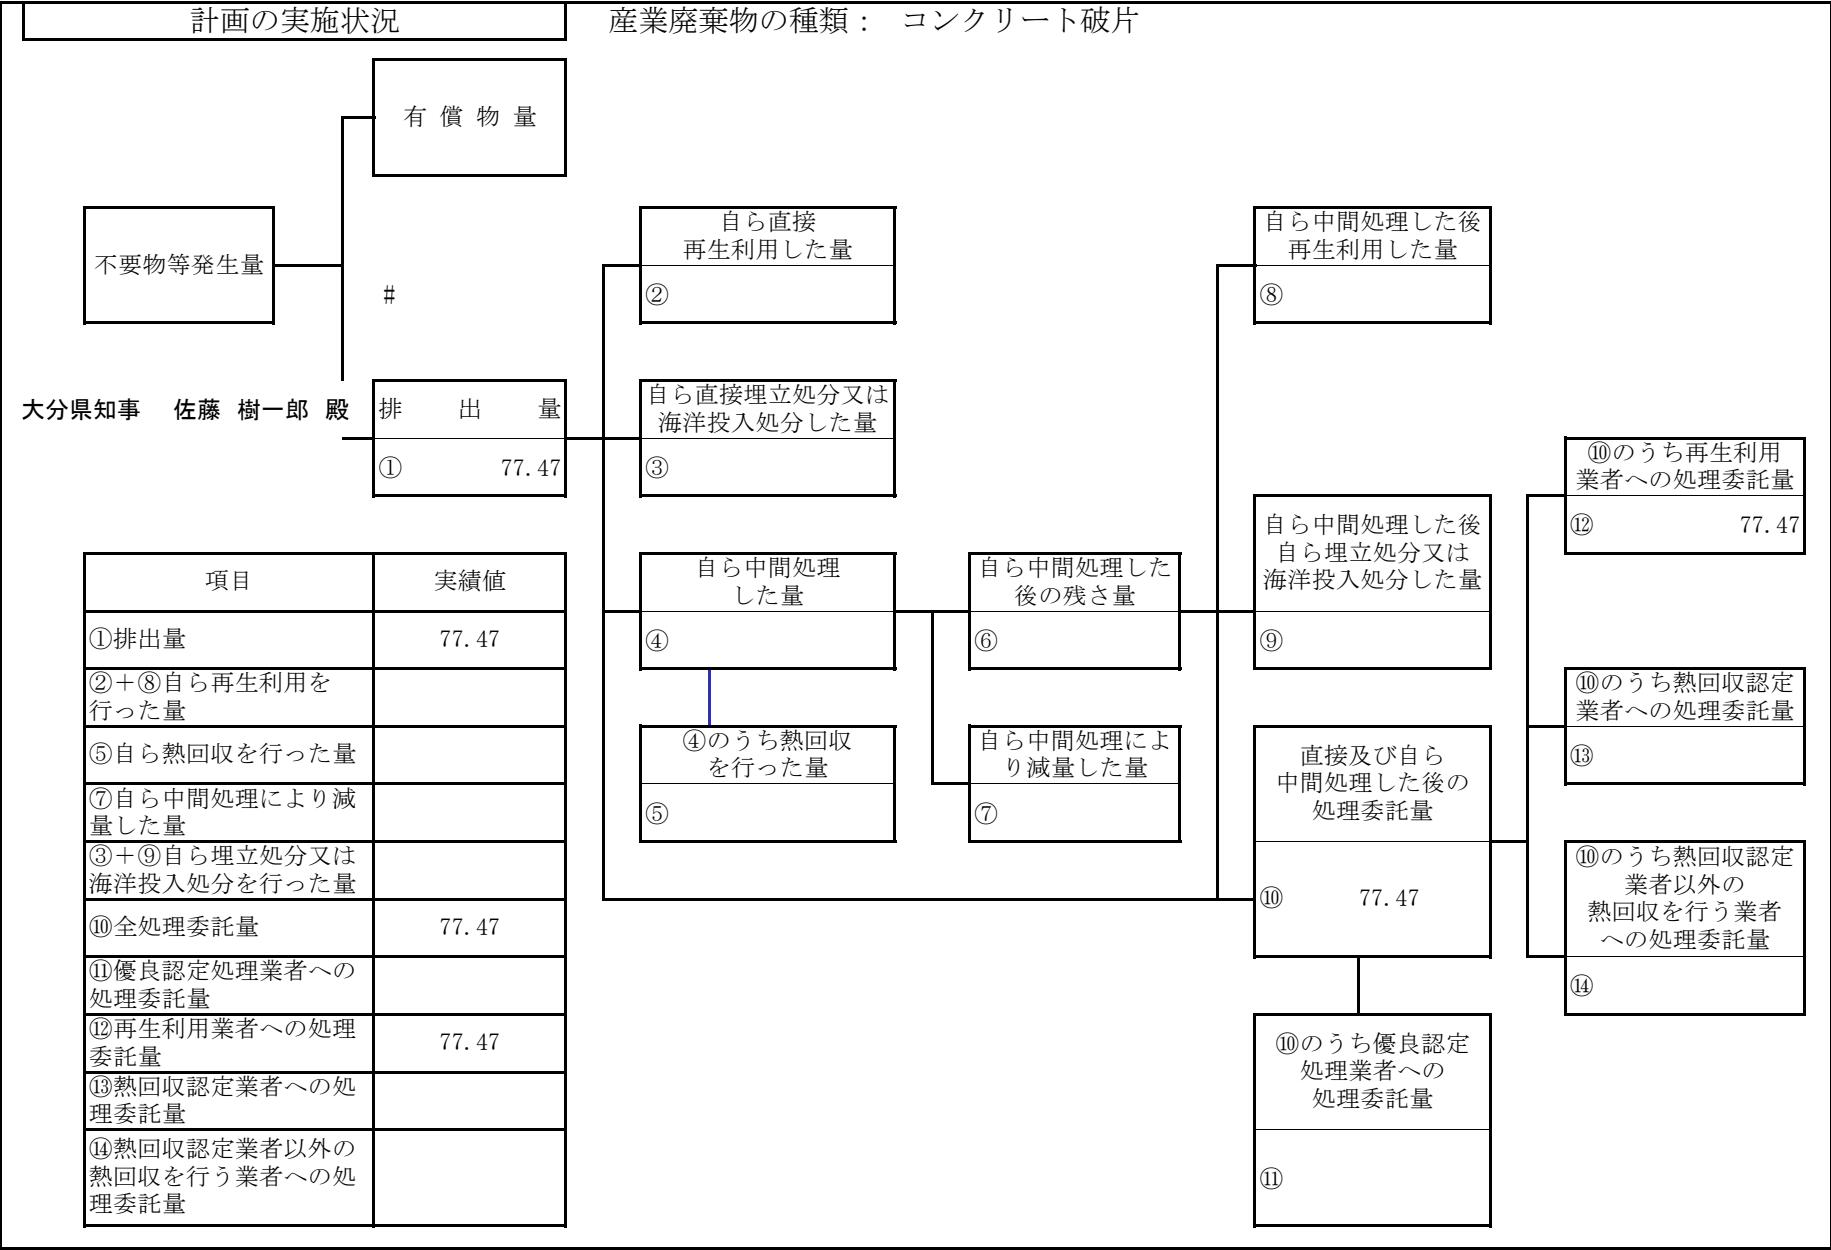 計画の実施状況
産業廃棄物の種類： コンクリート破片
有償物量
不要物等発生量
#
自ら直接
再生利用した量
②
自ら中間処理した後
再生利用した量
⑧
大分県知事 佐藤 樹一郎 殿
排出量
① 77.47
自ら直接埋立処分又は
海洋投入処分した量
③
⑩のうち再生利用
業者への処理委託量
⑫ 77.47
自ら中間処理した後
自ら埋立処分又は
海洋投入処分した量
⑨
自ら中間処理
した量
④
自ら中間処理した
後の残さ量
⑥
⑩のうち熱回収認定
業者への処理委託量
⑬
④のうち熱回収
を行った量
⑤
自ら中間処理によ
り減量した量
⑦
直接及び自ら
中間処理した後の
処理委託量
⑩ 77.47
⑩のうち熱回収認定
業者以外の
熱回収を行う業者
への処理委託量
⑭
⑩のうち優良認定
処理業者への
処理委託量
⑪
項目 実績値
①排出量 77.47
②＋⑧自ら再生利用を
行った量
⑤自ら熱回収を行った量
⑦自ら中間処理により減
量した量
③＋⑨自ら埋立処分又は
海洋投入処分を行った量
⑩全処理委託量 77.47
⑪優良認定処理業者への
処理委託量
⑫再生利用業者への処理
委託量 77.47
⑬熱回収認定業者への処
理委託量
⑭熱回収認定業者以外の
熱回収を行う業者への処
理委託量